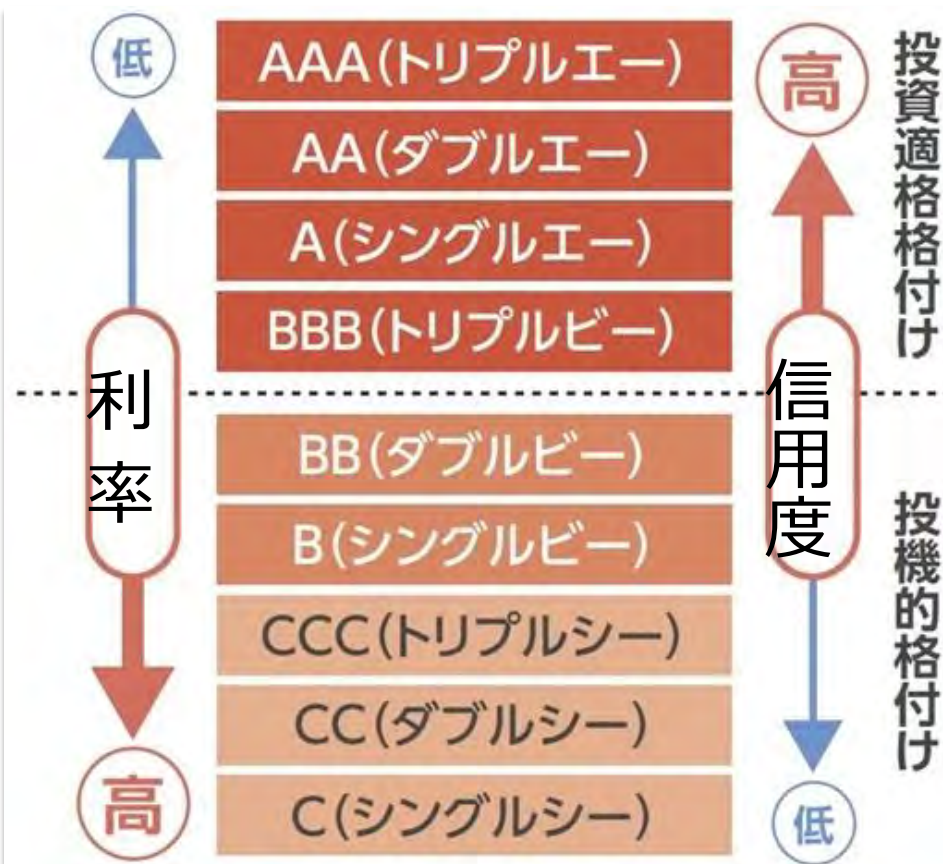 低
AAA(トリプルエー)
高
AA(ダブルエー)
A(シングルエー)
BBB(トリプルビー)
投資適格格付け
利率
信用度
BB(ダブルビー)
B(シングルビー)
CCC(トリプルシー)
CC(ダブルシー)
C(シングルシー)
投機的格付け
高
低